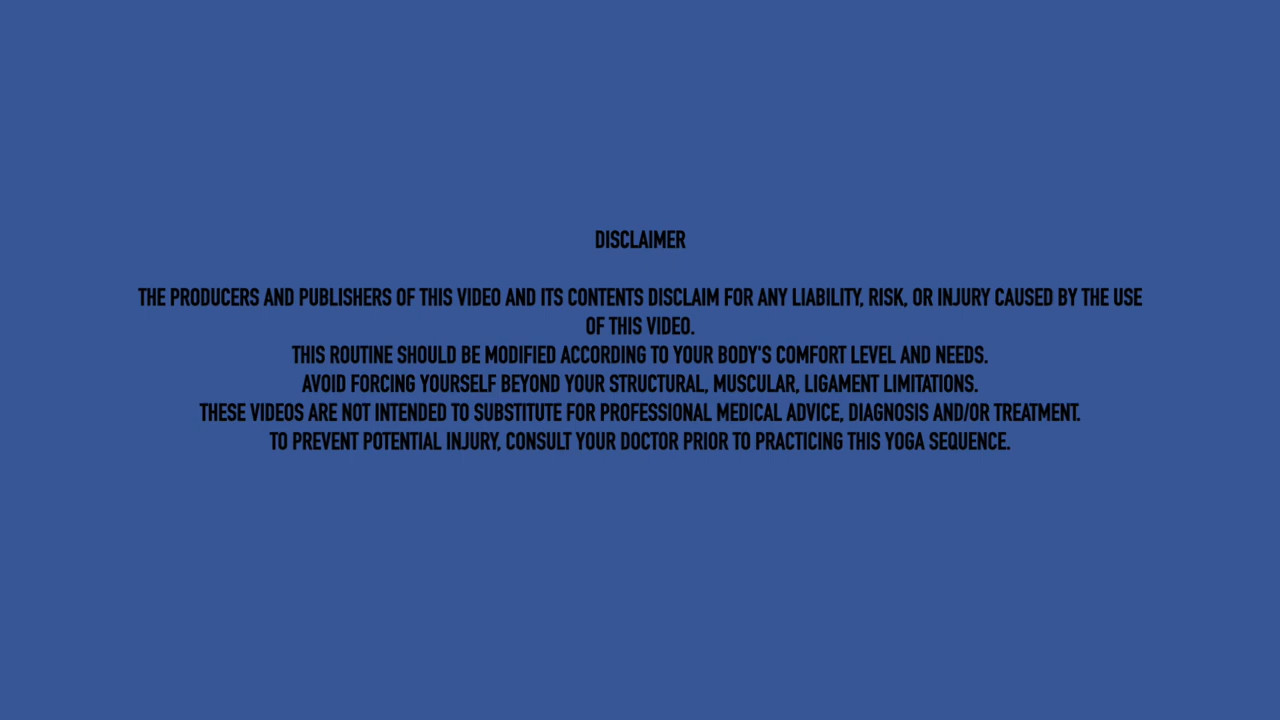 DISCLAIMER
THE PRODUCERS AND PUBLISHERS OF THIS VIDEO AND ITS CONTENTS DISCLAIM FOR ANY LIABILITY, RISK, OR INJURY CAUSED BY THE USE
OF THIS VIDEO.
THIS ROUTINE SHOULD BE MODIFIED ACCORDING TO YOUR BODY'S COMFORT LEVEL AND NEEDS.
AVOID FORCING YOURSELF BEYOND YOUR STRUCTURAL, MUSCULAR, LIGAMENT LIMITATIONS.
THESE VIDEOS ARE NOT INTENDED TO SUBSTITUTE FOR PROFESSIONAL MEDICAL ADVICE, DIAGNOSIS AND/OR TREATMENT.
TO PREVENT POTENTIAL INJURY, CONSULT YOUR DOCTOR PRIOR TO PRACTICING THIS YOGA SEQUENCE.